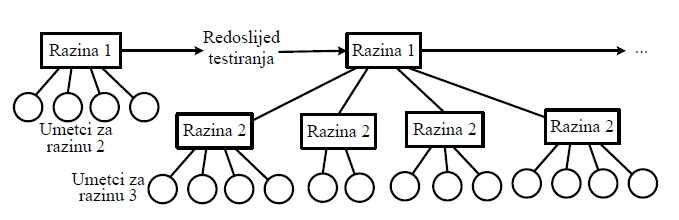 Razina 1
Redoslijed
testiranja
Razina 1
...
Umetci za
razinu 2
Razina 2
Razina 2
Razina 2
Razina 2
Umetci za
razinu 3